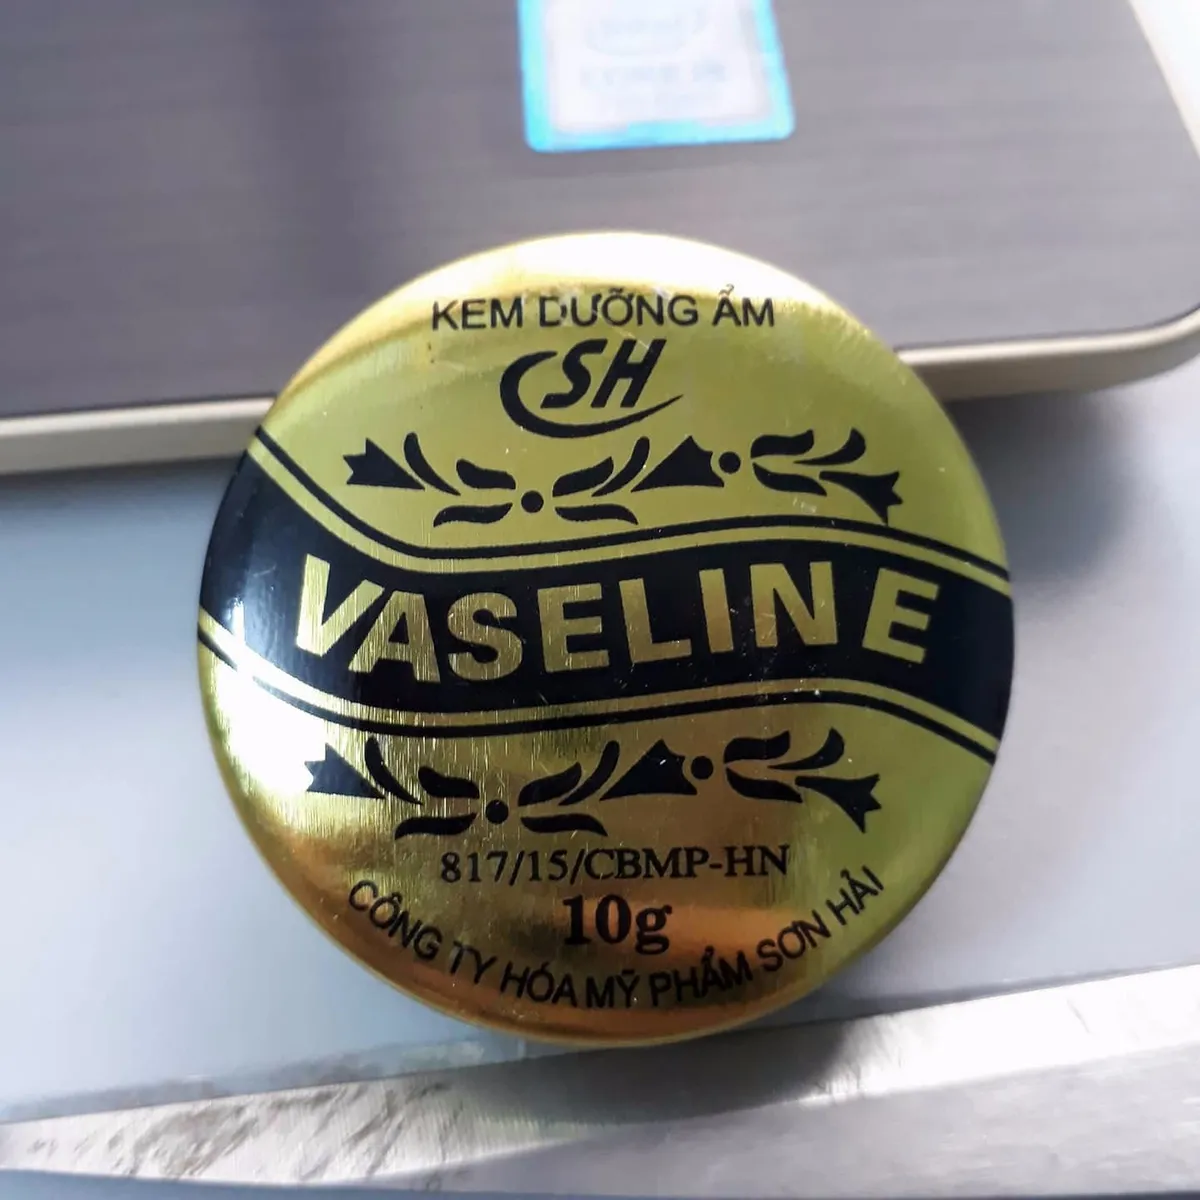 KEM DƯỠNG ẨM
SH
VASELINE
817/15/CBMP-HN
10g
CÔNG TY HÓA MỸ PHẨM SƠN HẢI